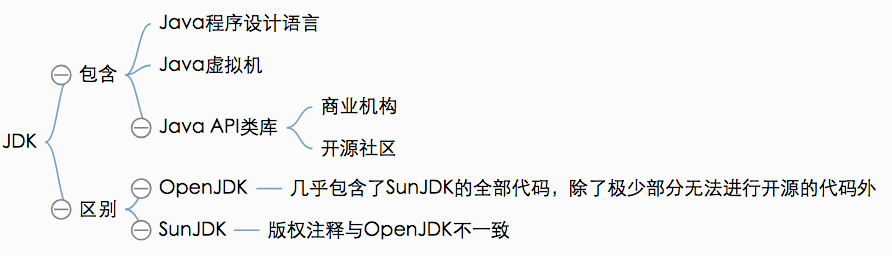 JDK
包含
Java程序设计语言
Java虚拟机
Java API类库
商业机构
开源社区
区别
OpenJDK
几乎包含了SunJDK的全部代码，除了极少部分无法进行开源的代码外
SunJDK
版权注释与OpenJDK不一致